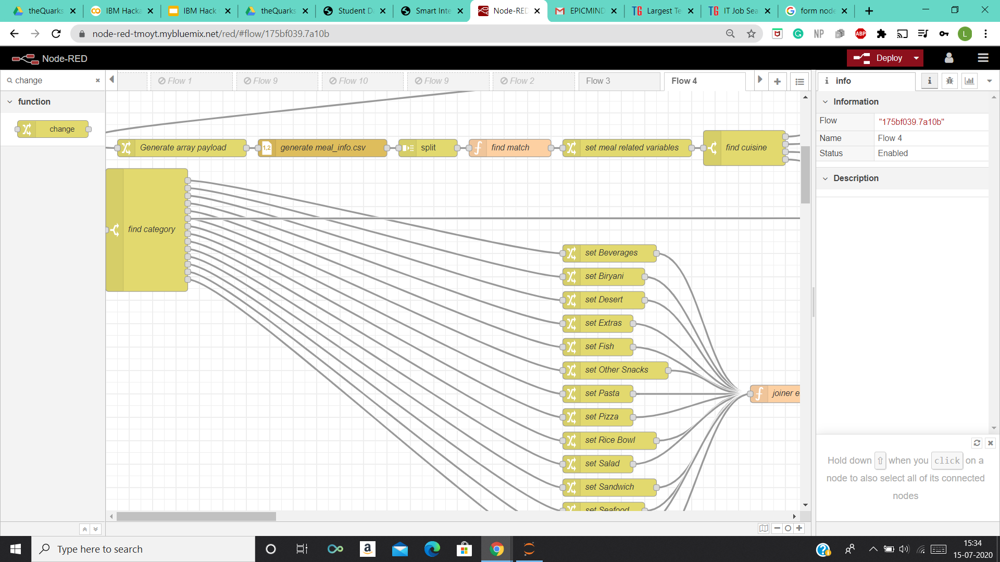 theQuarks
IBM Hacka
IBM Hack
theQuarks
Student D
Smart Inte
Node-RED
EPICMIND
Largest Te
IT Job Sea
form node
node-red-tmoyt.mybluemix.net/red/#flow/175bf039.7a10b
NP
ABP
L
Node-RED
Deploy
change
Flow 1
Flow 9
Flow 10
Flow 9
Flow 2
Flow 3
Flow 4
i info
function
change
Information
Flow "175bf039.7a10b"
Name Flow 4
Status Enabled
Description
Generate array payload
1,2 generate meal_info.csv
split
find match
set meal related variables
find cuisine
find category
set Beverages
set Biryani
set Desert
set Extras
set Fish
set Other Snacks
set Pasta
set Pizza
set Rice Bowl
set Salad
set Sandwich
set Seafood
joiner e
Hold down ⇧ when you click on a
node to also select all of its connected
nodes
Type here to search
15:34
15-07-2020